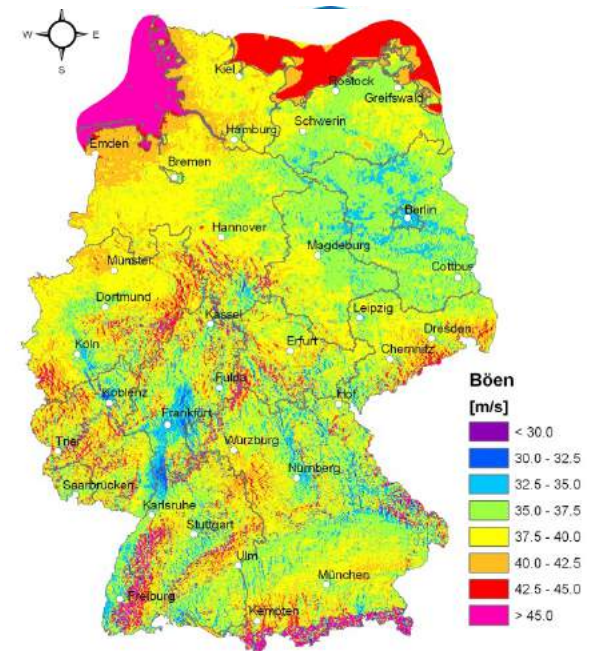 N
W E
S
Kiel
Rostock
Greifswald
Schwerin
Hamburg
Emden
Bremen
Berlin
Hannover
Magdeburg
Münster
Cottbus
Dortmund
Leipzig
Kassel
Dresden
Köln
Erfurt
Chemnitz
Fulda
Hof
Koblenz
Frankfurt
Trier
Würzburg
Nürnberg
Saarbrücken
Karlsruhe
Stuttgart
Ulm
München
Freiburg
Kempten
Böen
[m/s]
< 30.0
30.0 - 32.5
32.5 - 35.0
35.0 - 37.5
37.5 - 40.0
40.0 - 42.5
42.5 - 45.0
> 45.0